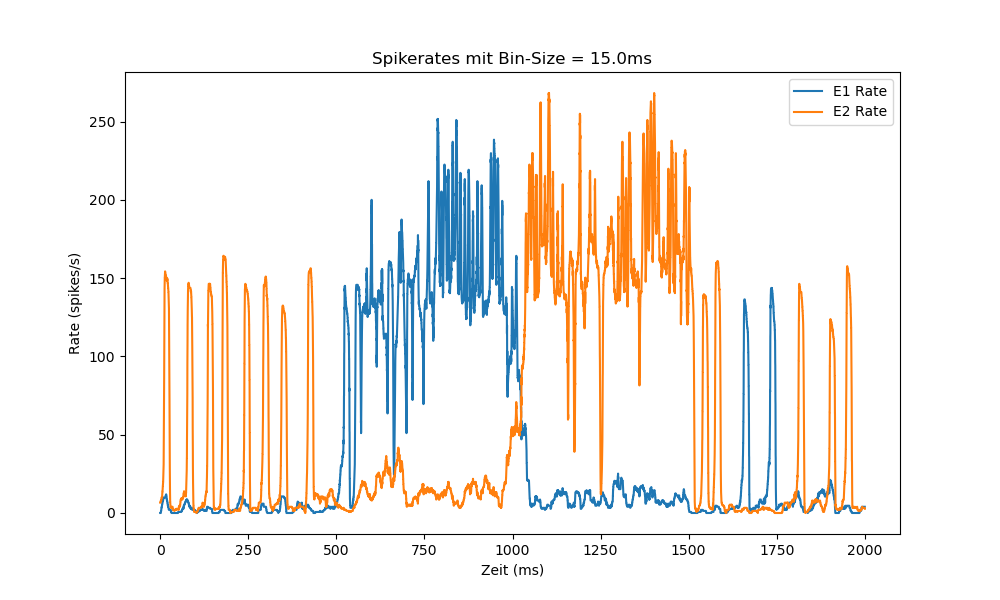 Spikerates mit Bin-Size = 15.0ms
E1 Rate
E2 Rate
Rate (spikes/s)
250
200
150
100
50
0
0 250 500 750 1000 1250 1500 1750 2000
Zeit (ms)